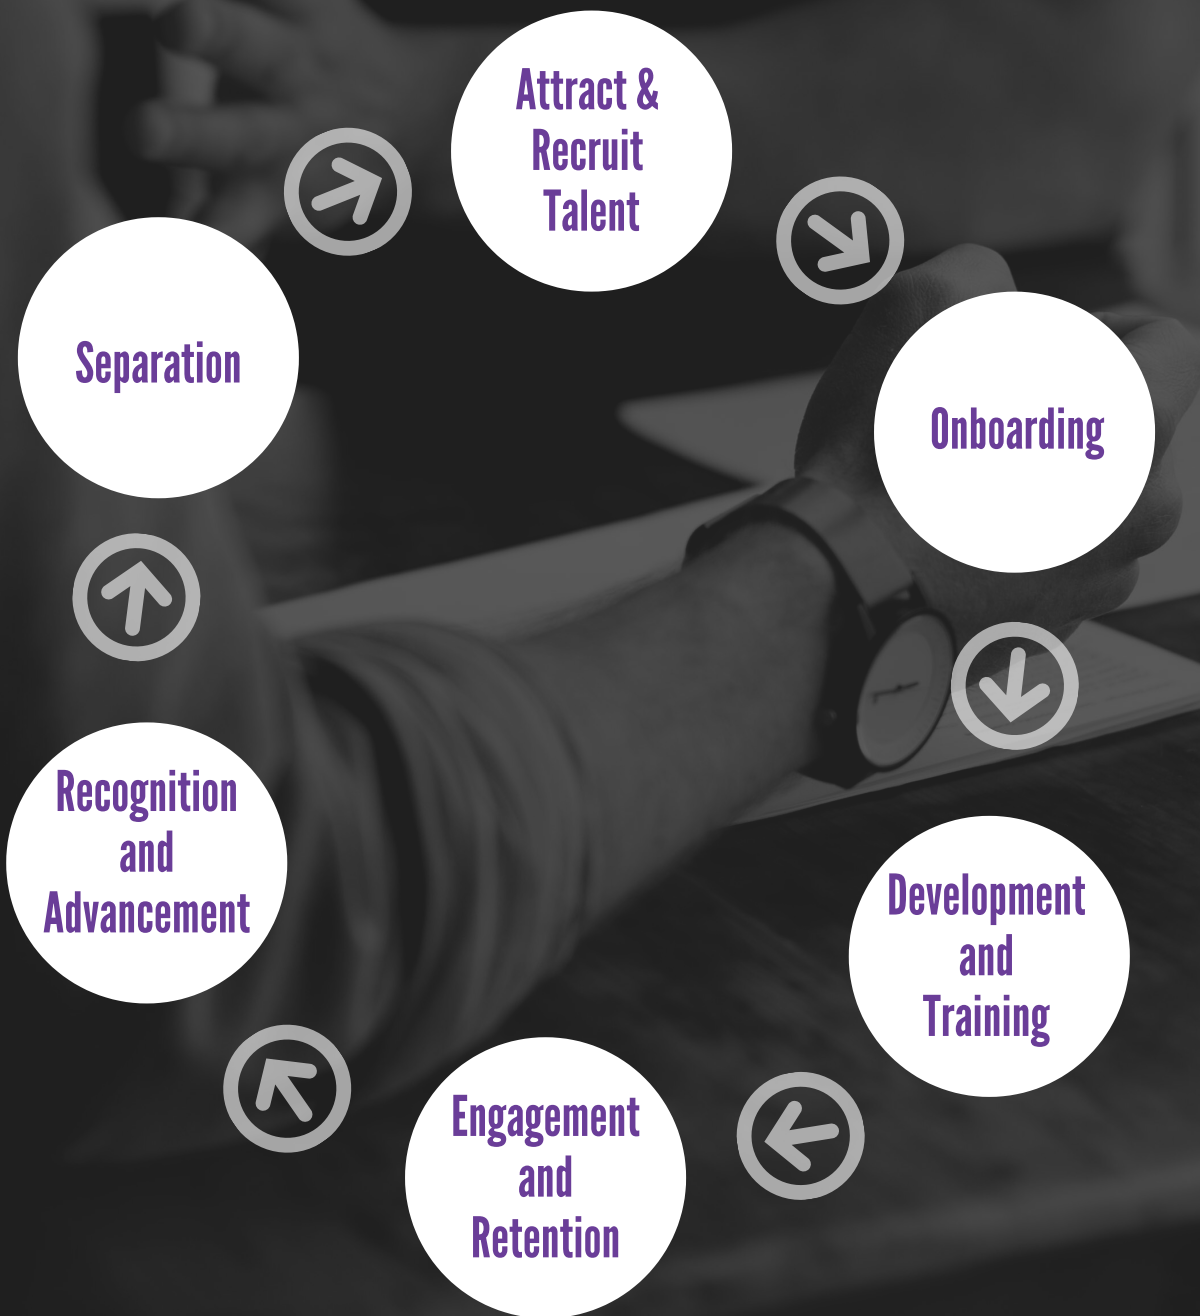 Attract &
Recruit
Talent
Onboarding
Development
and
Training
Engagement
and
Retention
Recognition
and
Advancement
Separation